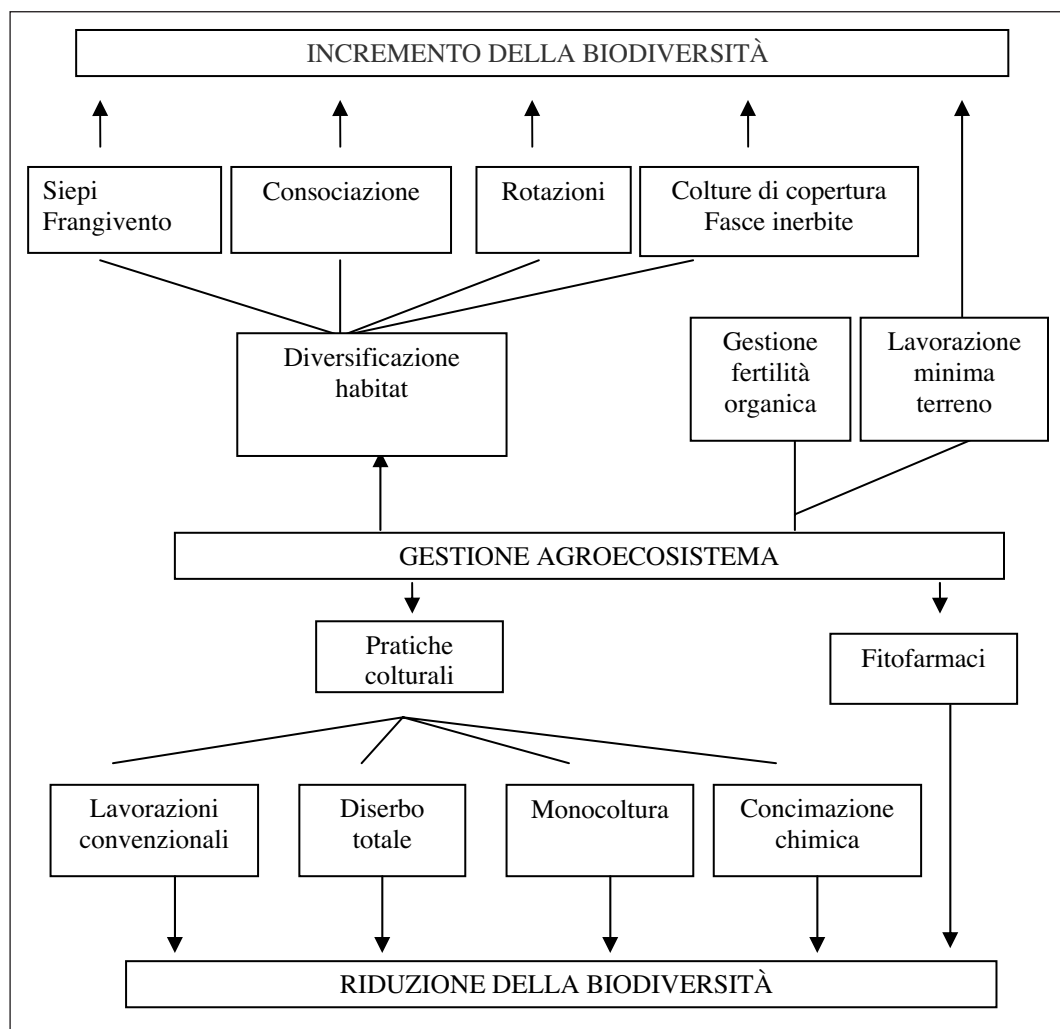 INCREMENTO DELLA BIODIVERSITÀ
Siepi
Frangivento
Consociazione
Rotazioni
Colture di copertura
Fasce inerbite
Diversificazione
habitat
Gestione
fertilità
organica
Lavorazione
minima
terreno
GESTIONE AGROECOSISTEMA
Pratiche
colturali
Fitofarmaci
Lavorazioni
convenzionali
Diserbo
totale
Monocoltura
Concimazione
chimica
RIDUZIONE DELLA BIODIVERSITÀ